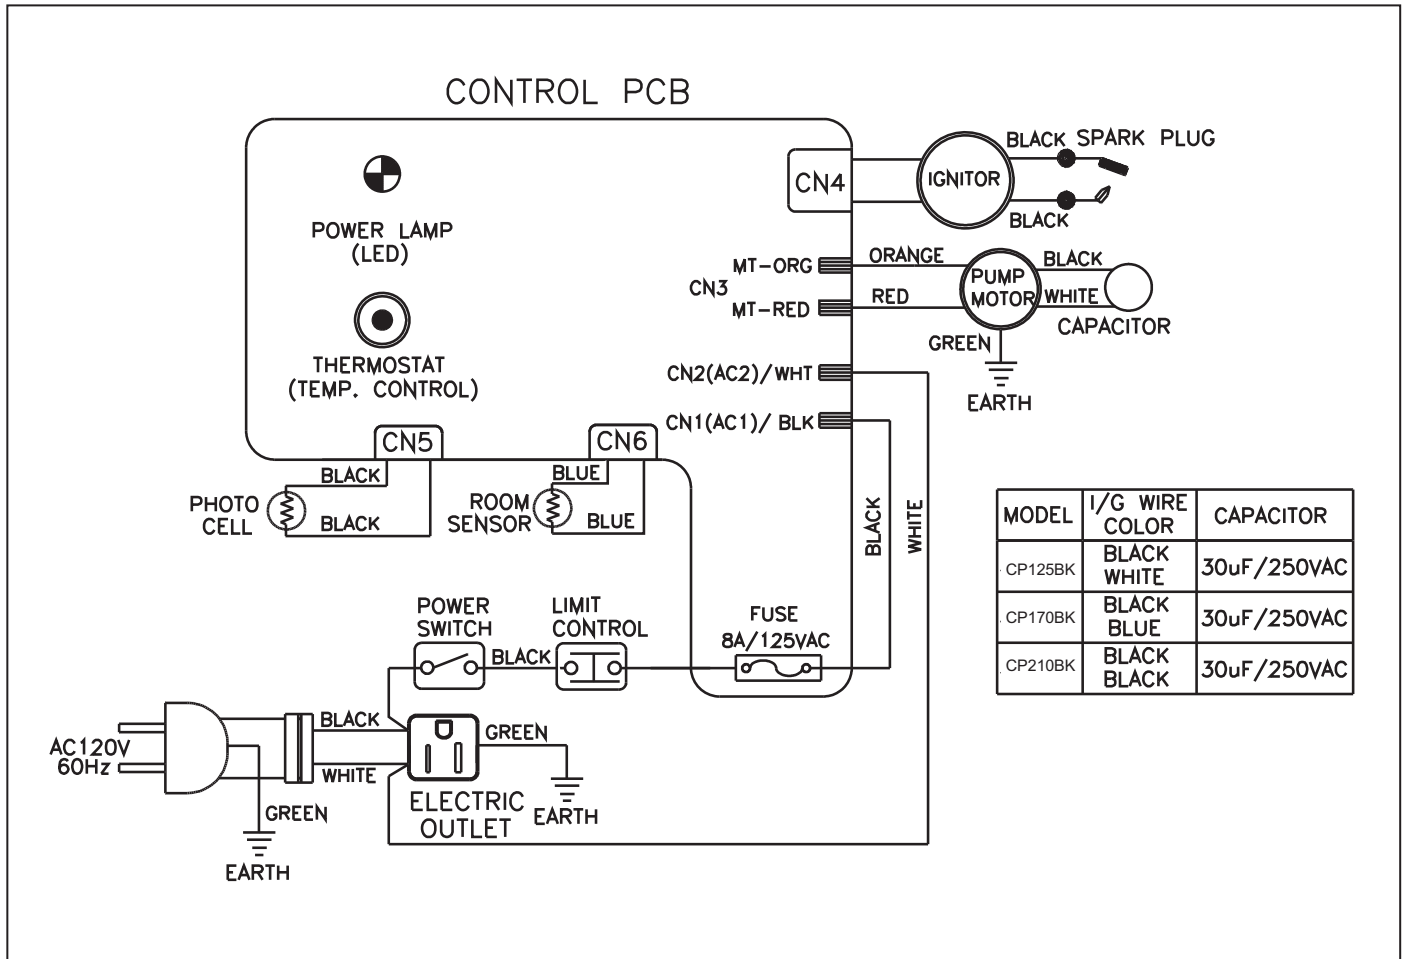 CONTROL PCB
POWER LAMP
(LED)
THERMOSTAT
(TEMP. CONTROL)
CN4
IGNITOR
BLACK
SPARK PLUG
BLACK
MT-ORG
CN3
MT-RED
ORANGE
RED
PUMP
MOTOR
BLACK
WHITE
CAPACITOR
GREEN
EARTH
CN2(AC2)/WHT
CN1(AC1)/ BLK
CN5
CN6
BLACK
PHOTO
CELL
BLACK
BLUE
ROOM
SENSOR
BLUE
BLACK
WHITE
MODEL
I/G WIRE
COLOR
CAPACITOR
CP125BK
BLACK
WHITE
30uF/250VAC
CP170BK
BLACK
BLUE
30uF/250VAC
CP210BK
BLACK
BLACK
30uF/250VAC
POWER
SWITCH
BLACK
LIMIT
CONTROL
FUSE
8A/125VAC
AC120V
60Hz
BLACK
WHITE
GREEN
EARTH
GREEN
EARTH
ELECTRIC
OUTLET